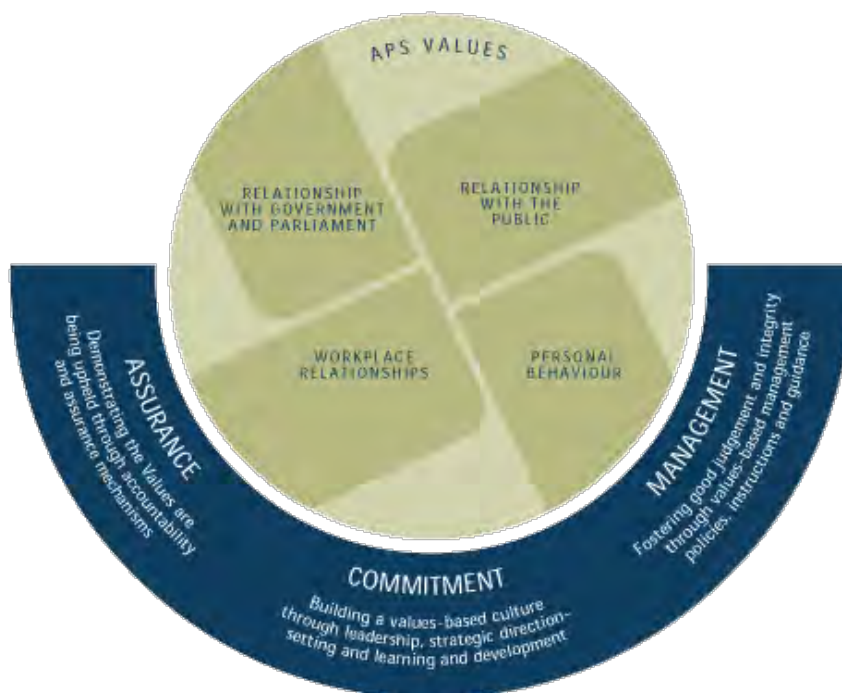 APS VALUES
RELATIONSHIP
WITH GOVERNMENT
AND PARLIAMENT
RELATIONSHIP
WITH THE
PUBLIC
WORKPLACE
RELATIONSHIPS
PERSONAL
BEHAVIOUR
ASSURANCE
Demonstrating the Values are
being upheld through accountability
and assurance mechanisms
COMMITMENT
Building a values-based culture
through leadership, strategic direction-
setting and learning and development
MANAGEMENT
Fostering good judgement and integrity
through values-based management
policies, instructions and guidance